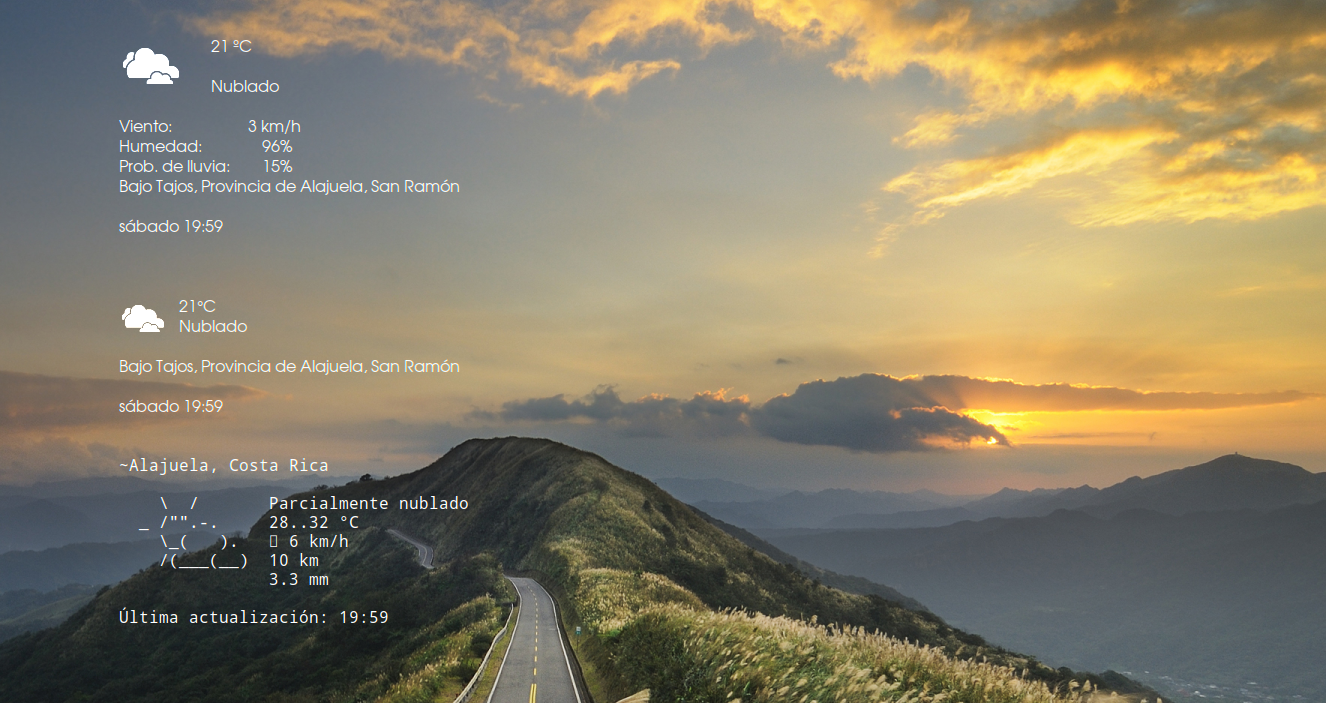 21 ºC
Nublado
Viento: 3 km/h
Humedad: 96%
Prob. de lluvia: 15%
Bajo Tajos, Provincia de Alajuela, San Ramón
sábado 19:59
21ºC
Nublado
Bajo Tajos, Provincia de Alajuela, San Ramón
sábado 19:59
~Alajuela, Costa Rica
\  /       Parcialmente nublado
_ /"".-.     28..32 °C
\_(   ).   ▯ 6 km/h
/(___(__)  10 km
3.3 mm
Última actualización: 19:59